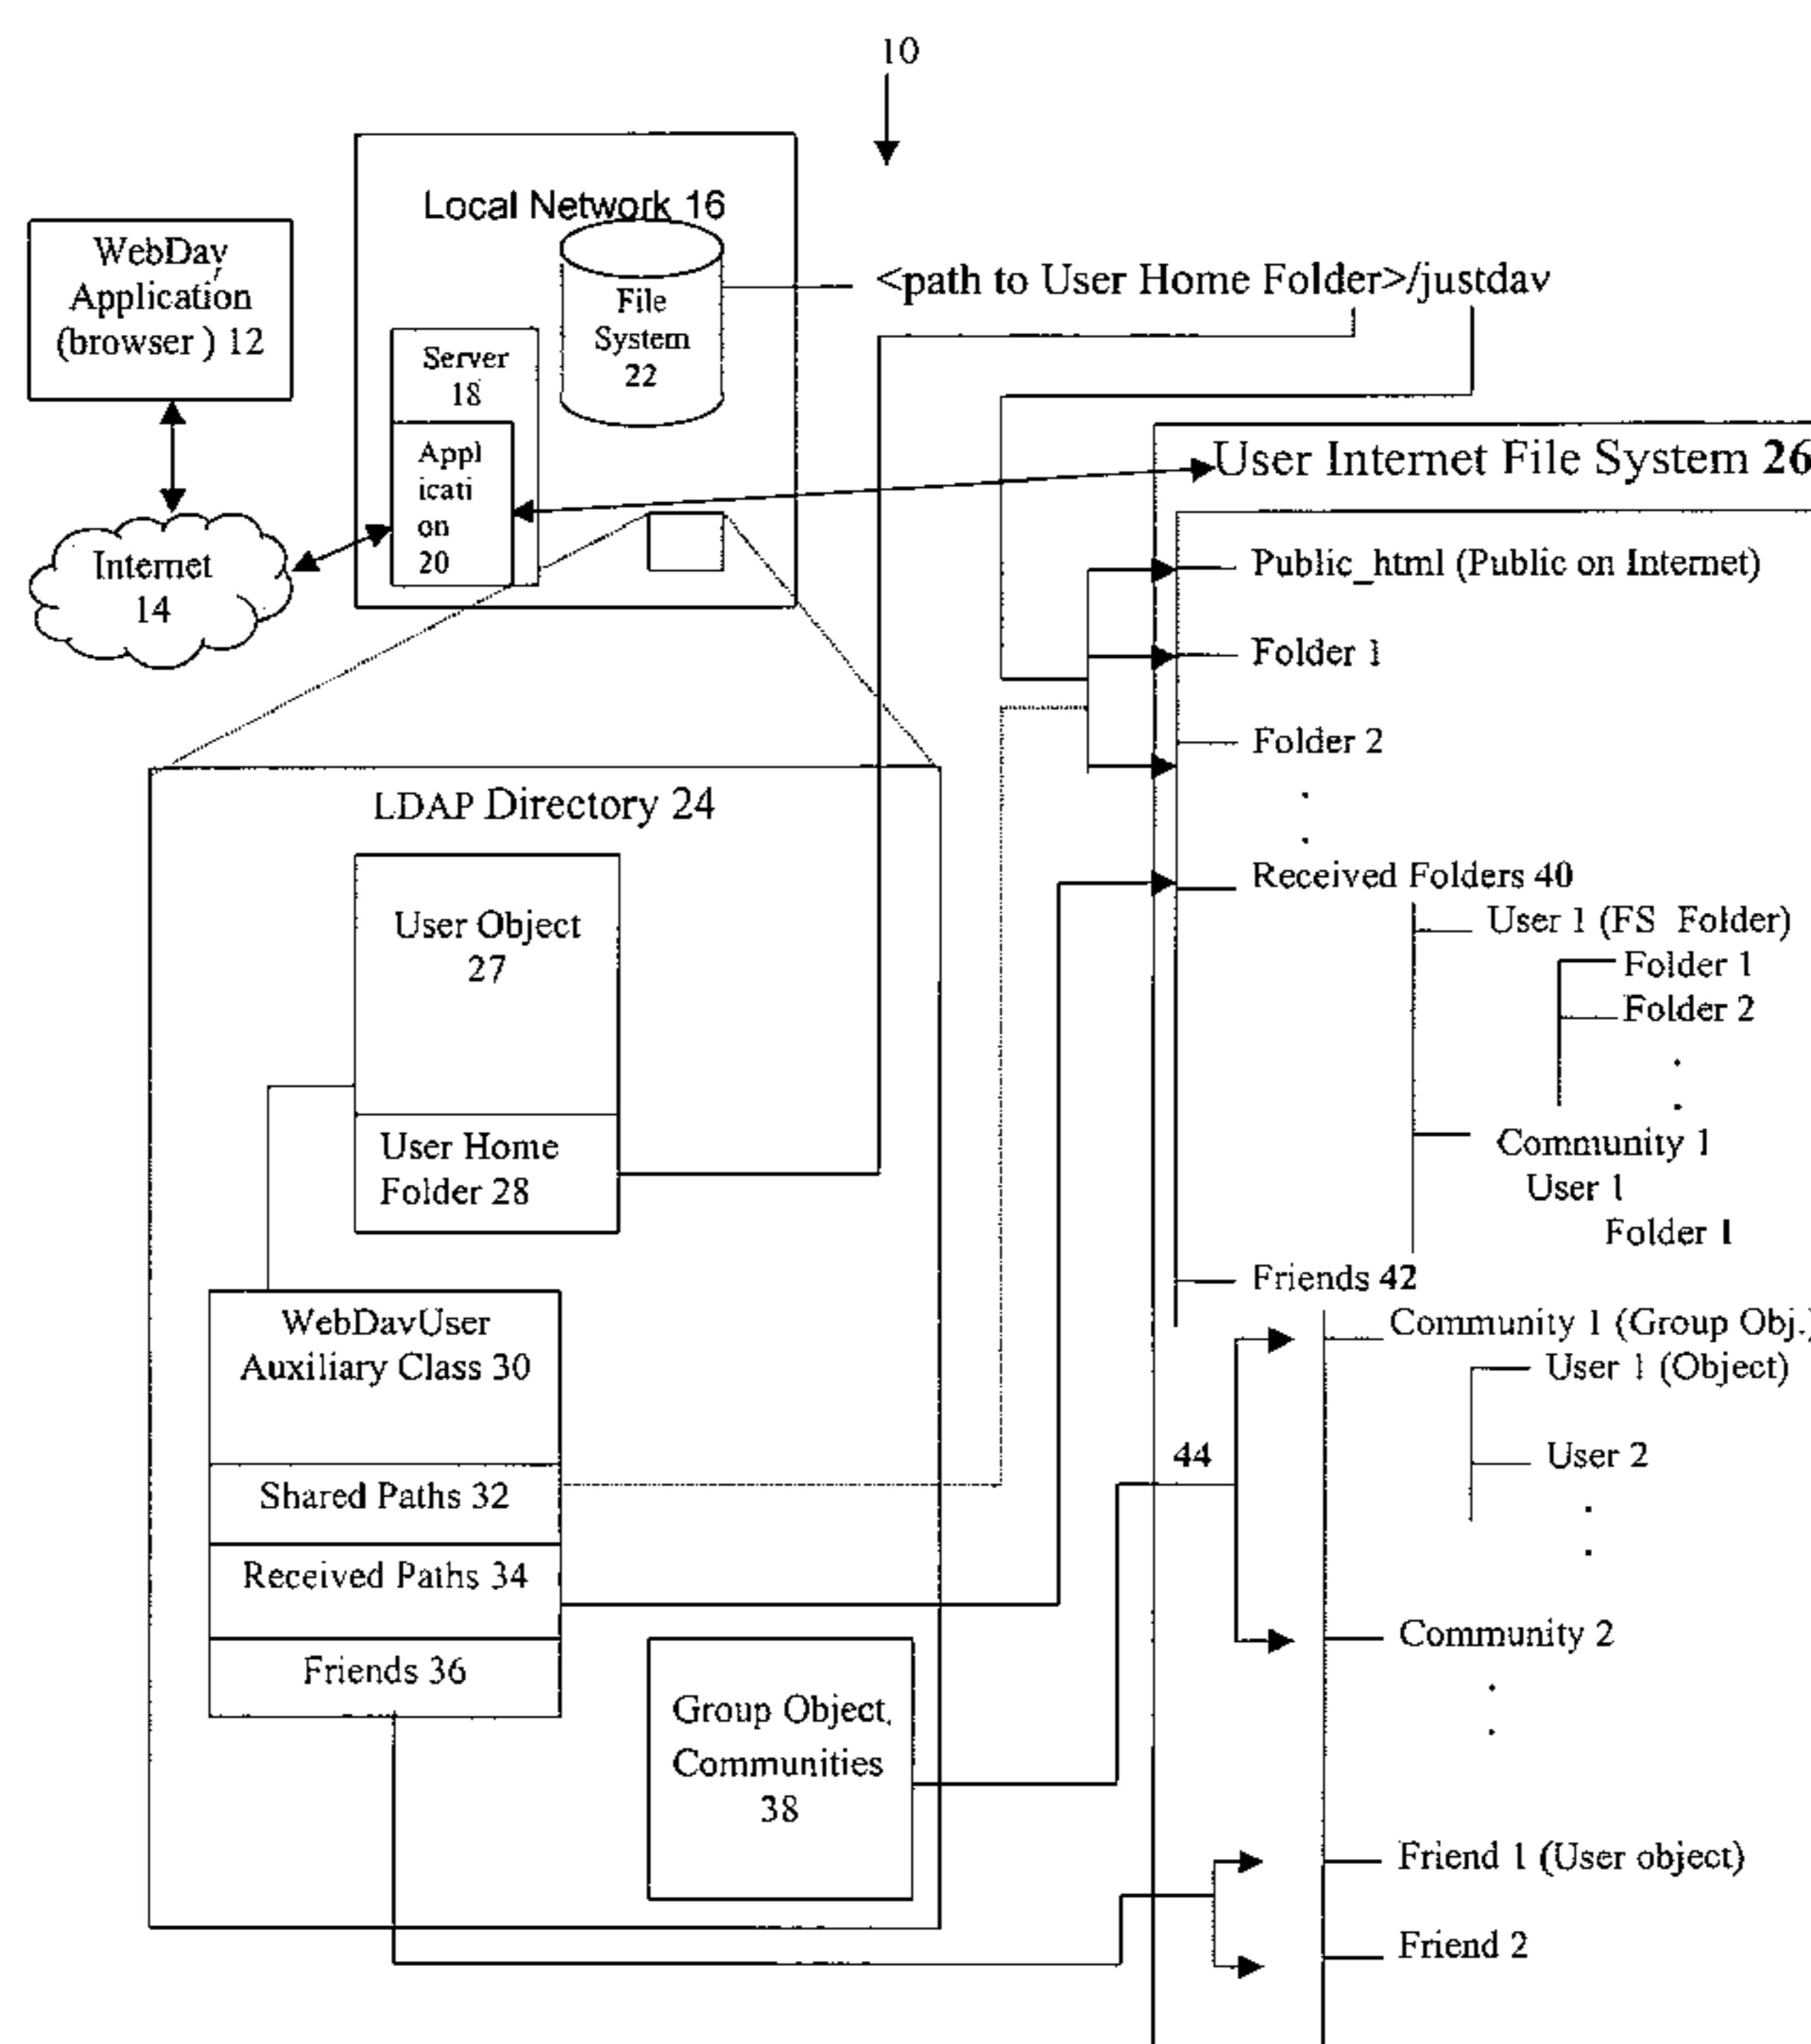 10
Local Network 16
WebDav
Application
(browser ) 12
File
System
22
<path to User Home Folder>/justdav
Server
18
Appl
icati
on
20
User Internet File System 26
Internet
14
Public_html (Public on Internet)
Folder 1
Folder 2
.
.
LDAP Directory 24
Received Folders 40
User 1 (FS Folder)
Folder 1
Folder 2
.
.
Community 1
User 1
Folder 1
User Object
27
User Home
Folder 28
Friends 42
Community 1 (Group Obj.)
User 1 (Object)
User 2
.
.
WebDavUser
Auxiliary Class 30
Shared Paths 32
Received Paths 34
Friends 36
44
Community 2
.
.
Group Object,
Communities
38
Friend 1 (User object)
Friend 2